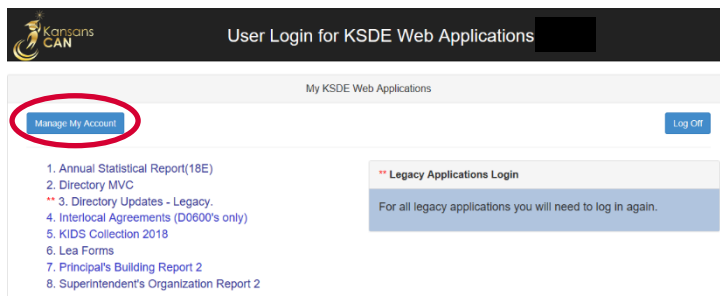 Kansans
CAN
User Login for KSDE Web Applications
My KSDE Web Applications
Manage My Account
Log Off
1. Annual Statistical Report(18E)
2. Directory MVC
** 3. Directory Updates - Legacy.
4. Interlocal Agreements (D0600's only)
5. KIDS Collection 2018
6. Lea Forms
7. Principal's Building Report 2
8. Superintendent's Organization Report 2
** Legacy Applications Login
For all legacy applications you will need to log in again.